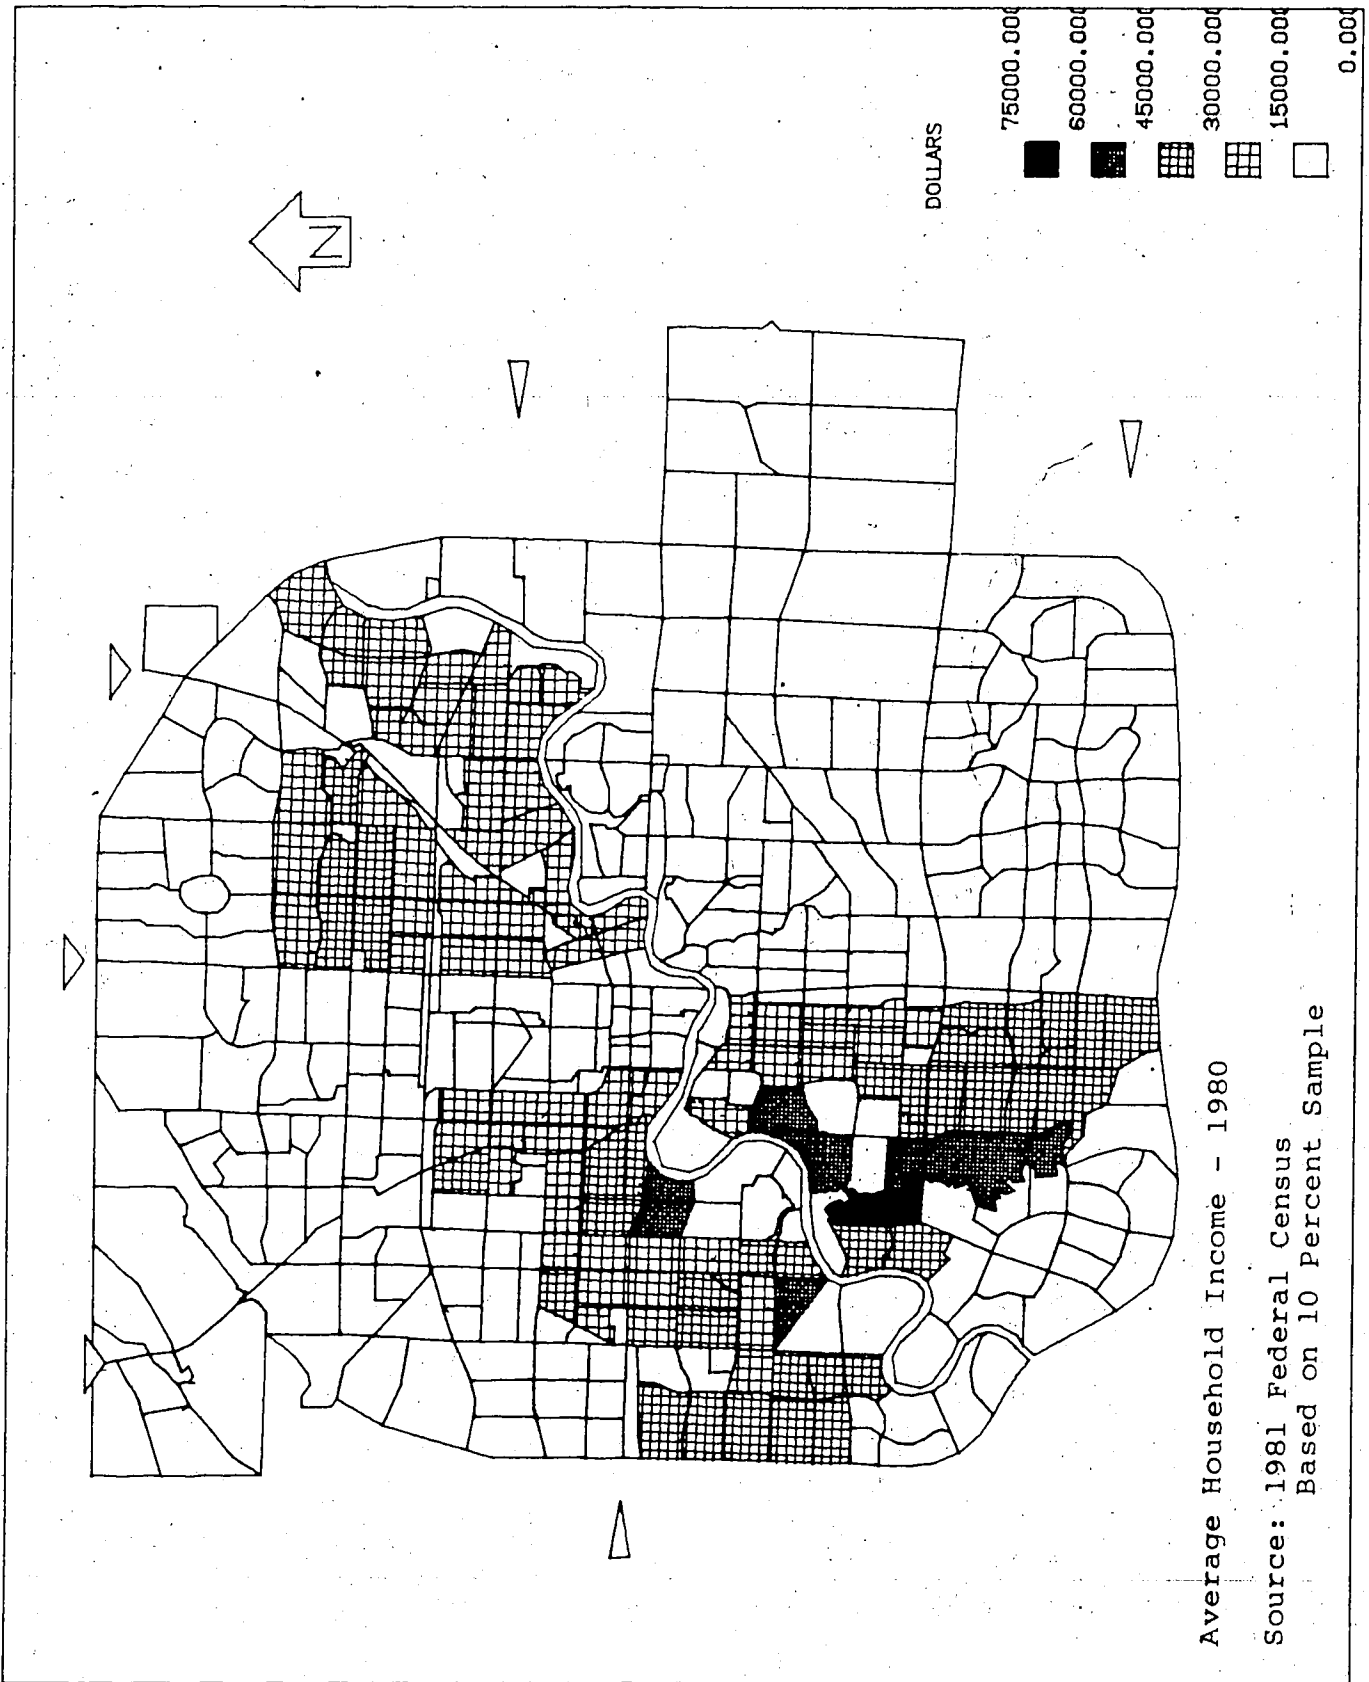 N
DOLLARS
75000.000
60000.000
45000.000
30000.000
15000.000
0.000
Average Household Income - 1980
Source: 1981 Federal Census
Based on 10 Percent Sample